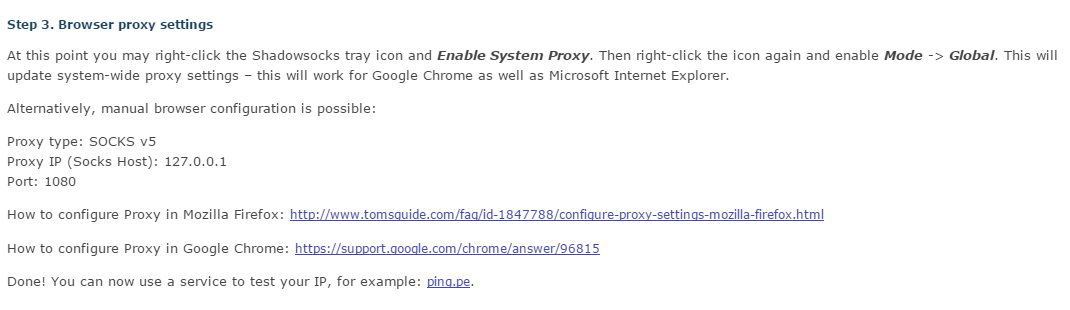 Step 3. Browser proxy settings
At this point you may right-click the Shadowsocks tray icon and Enable System Proxy. Then right-click the icon again and enable Mode -> Global. This will
update system-wide proxy settings – this will work for Google Chrome as well as Microsoft Internet Explorer.
Alternatively, manual browser configuration is possible:
Proxy type: SOCKS v5
Proxy IP (Socks Host): 127.0.0.1
Port: 1080
How to configure Proxy in Mozilla Firefox: http://www.tomsguide.com/faq/id-1847788/configure-proxy-settings-mozilla-firefox.html
How to configure Proxy in Google Chrome: https://support.google.com/chrome/answer/96815
Done! You can now use a service to test your IP, for example: ping.pe.